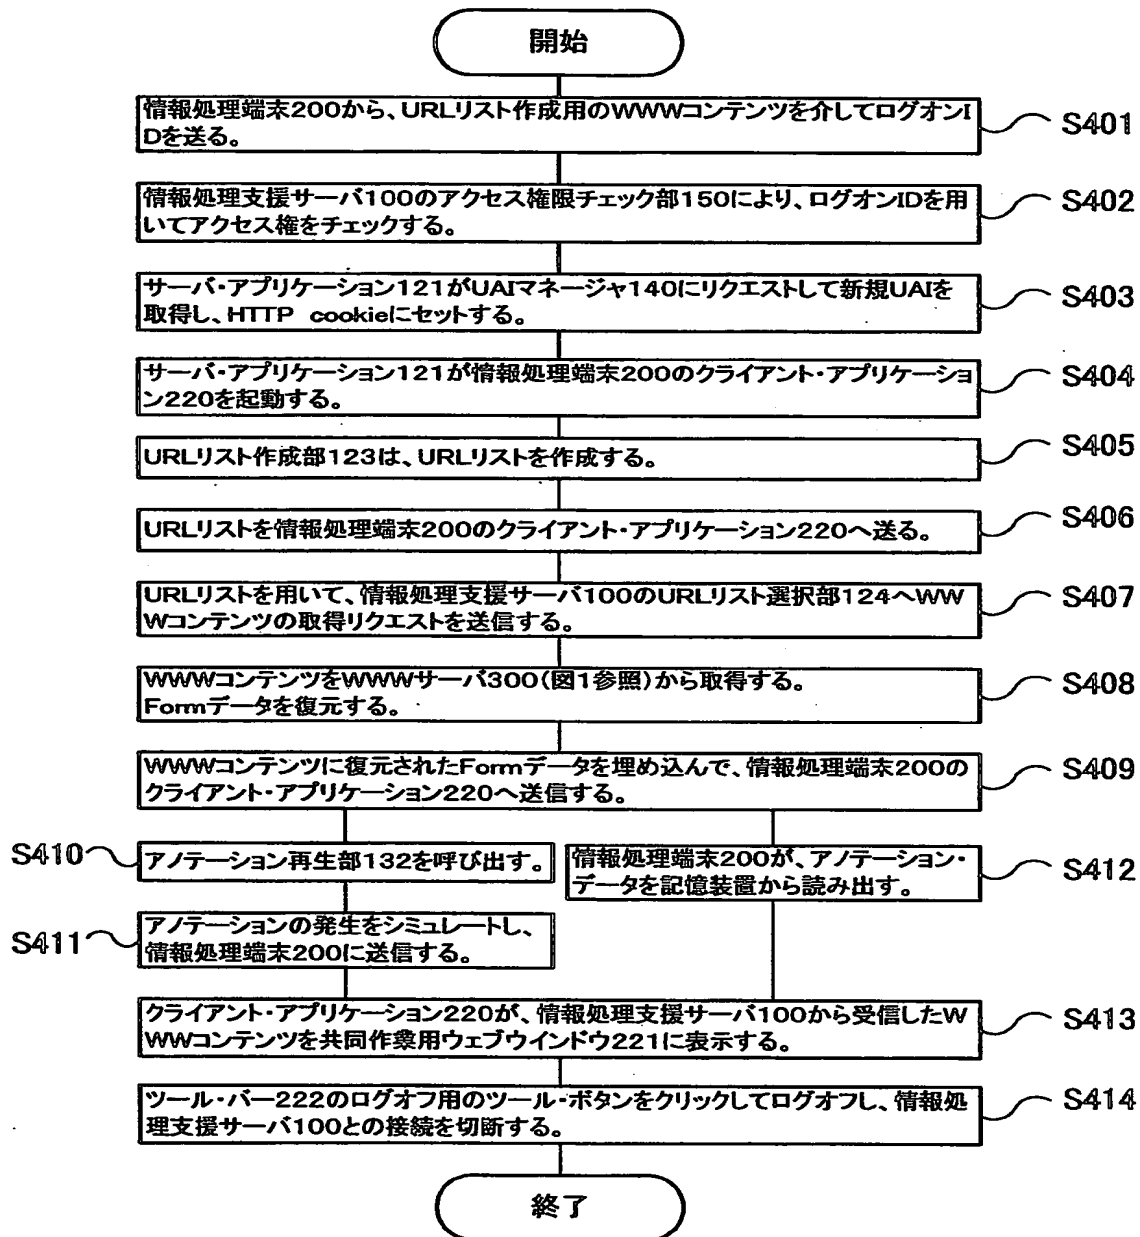 開始
情報処理端末200から、URLリスト作成用のWWWコンテンツを介してログオンI
Dを送る。
S401
情報処理支援サーバ100のアクセス権限チェック部150により、ログオンIDを用
いてアクセス権をチェックする。
S402
サーバ・アプリケーション121がUAIマネージャ140にリクエストして新規UAIを
取得し、HTTP cookieにセットする。
S403
サーバ・アプリケーション121が情報処理端末200のクライアント・アプリケーショ
ン220を起動する。
S404
URLリスト作成部123は、URLリストを作成する。
S405
URLリストを情報処理端末200のクライアント・アプリケーション220へ送る。
S406
URLリストを用いて、情報処理支援サーバ100のURLリスト選択部124へWW
Wコンテンツの取得リクエストを送信する。
S407
WWWコンテンツをWWWサーバ300(図1参照)から取得する。
Formデータを復元する。
S408
WWWコンテンツに復元されたFormデータを埋め込んで、情報処理端末200の
クライアント・アプリケーション220へ送信する。
S409
S410
アノテーション再生部132を呼び出す。
S411
アノテーションの発生をシミュレートし、
情報処理端末200に送信する。
情報処理端末200が、アノテーション・
データを記憶装置から読み出す。
S412
クライアント・アプリケーション220が、情報処理支援サーバ100から受信したW
WWコンテンツを共同作業用ウェブウインドウ221に表示する。
S413
ツール・バー222のログオフ用のツール・ボタンをクリックしてログオフし、情報処
理支援サーバ100との接続を切断する。
S414
終了